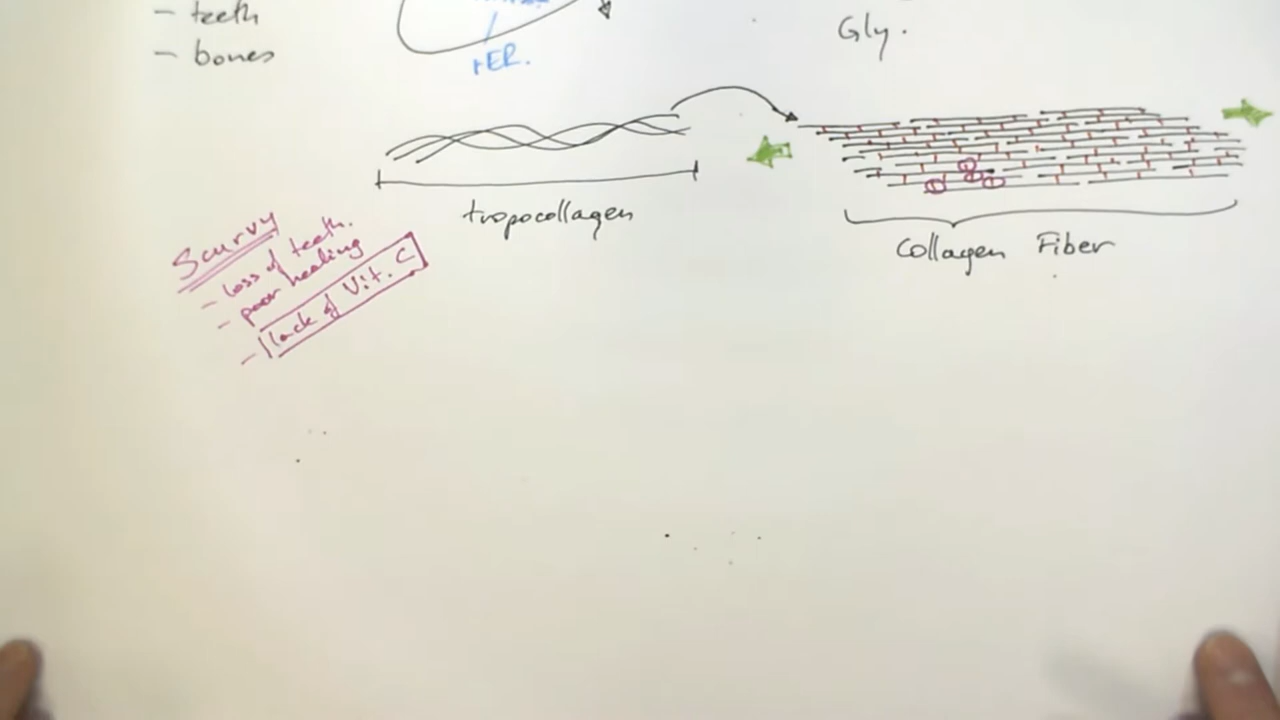 - teeth
- bones
rER.
Gly.
tropocollagen
Collagen Fiber
Scurvy
- loss of teeth.
- poor healing
- lack of Vit. C